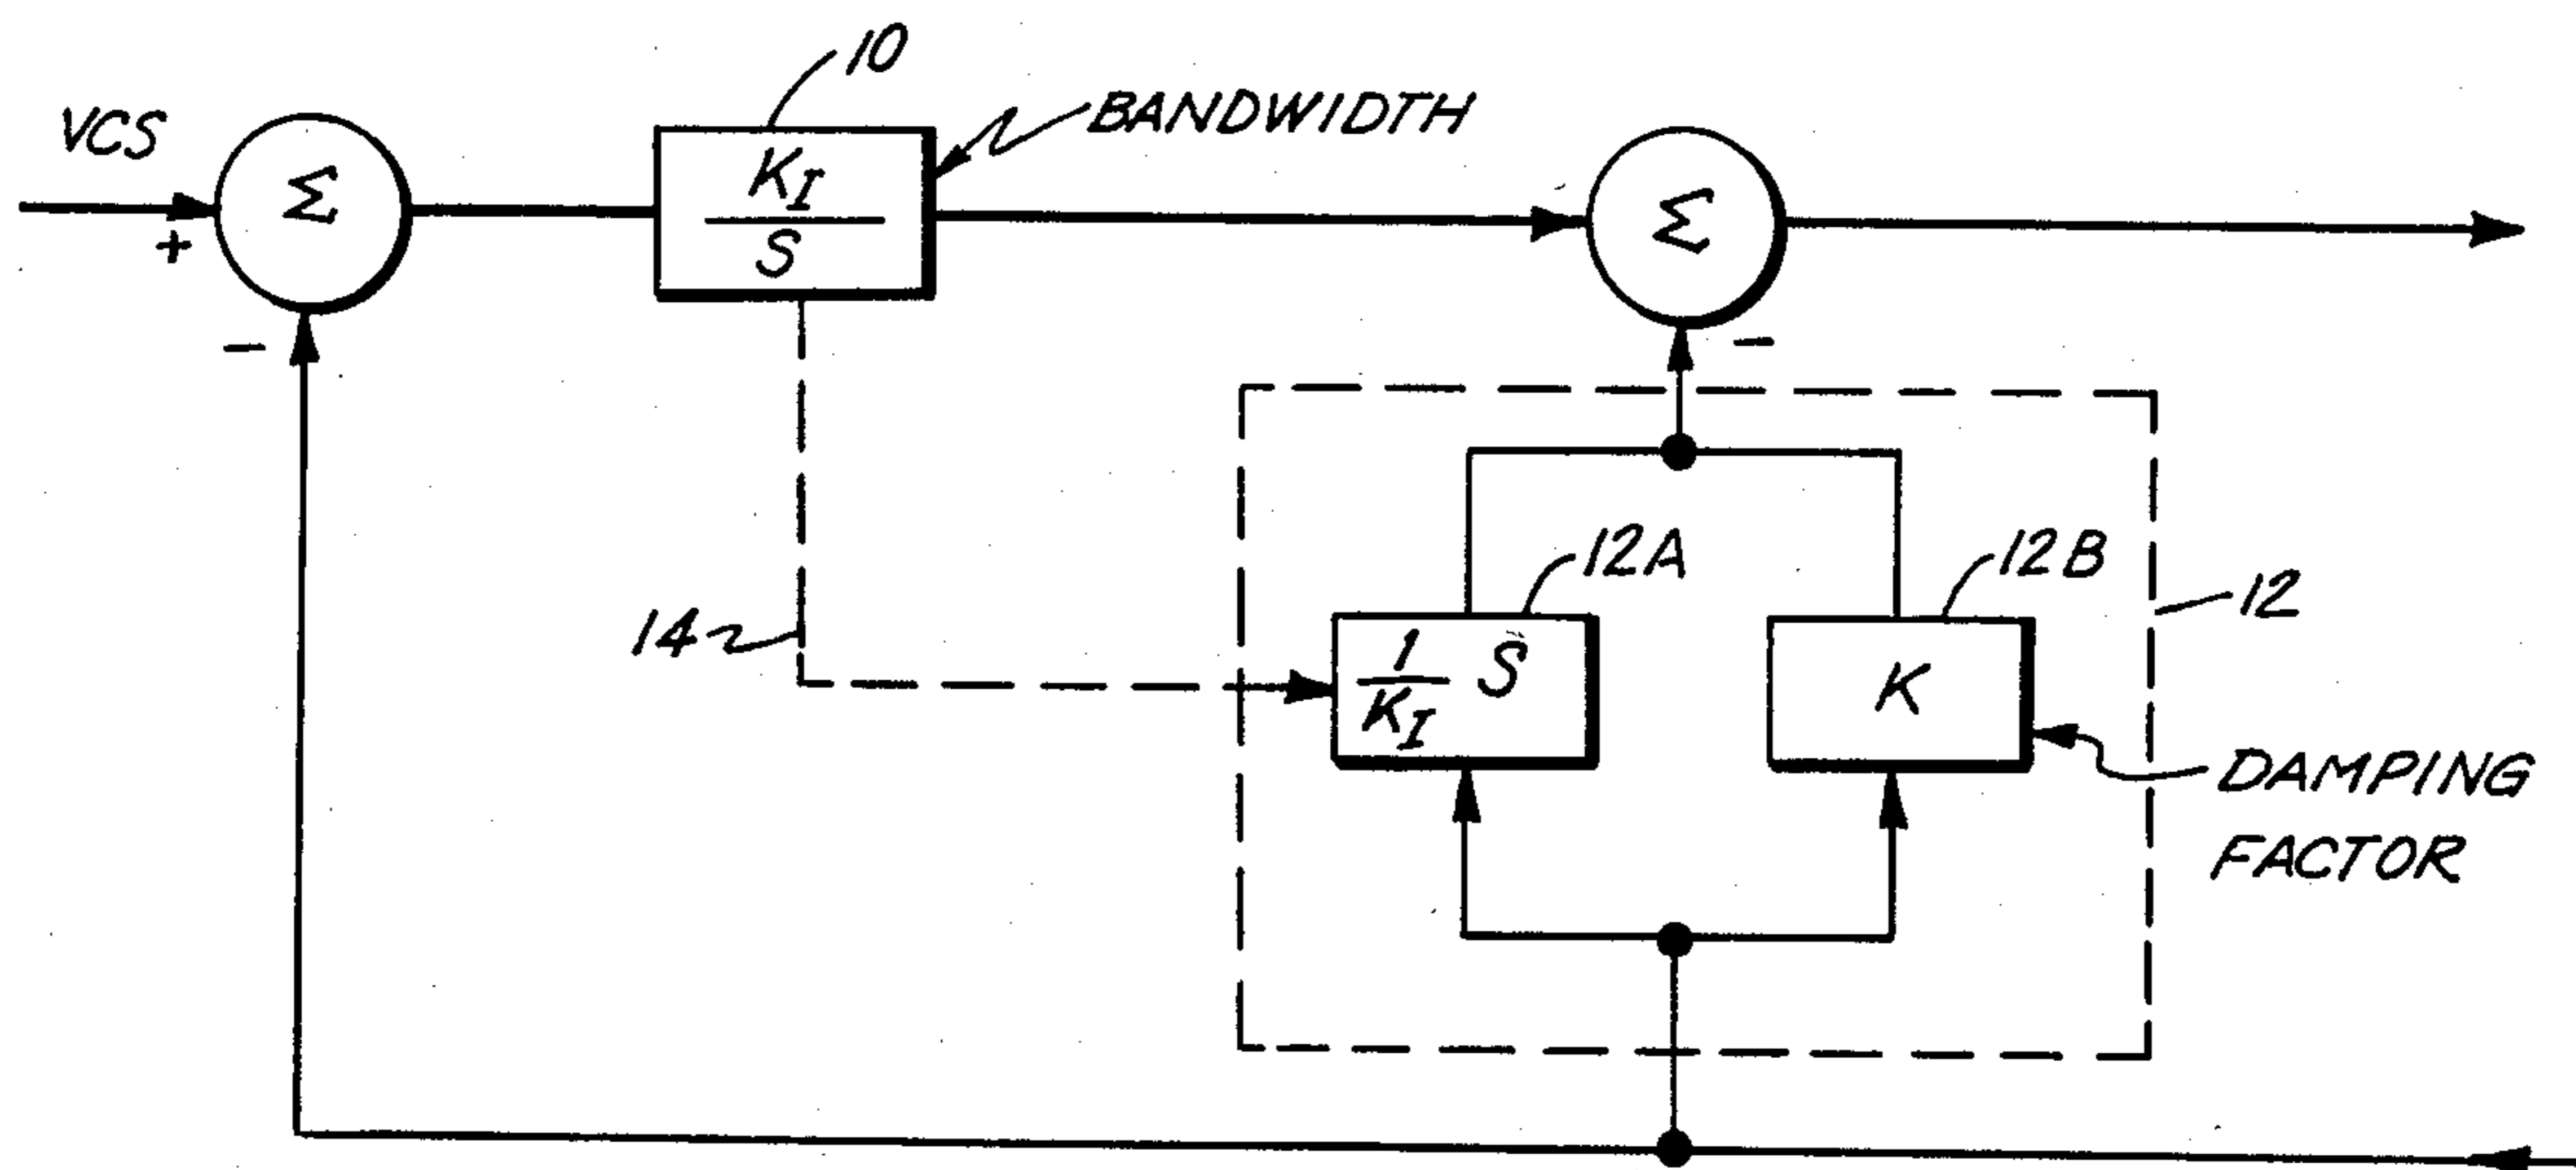 10
BANDWIDTH
VCS
Σ
K_I
S
Σ
+
-
-
12A
12B
12
14
1
K_I
S
K
DAMPING
FACTOR